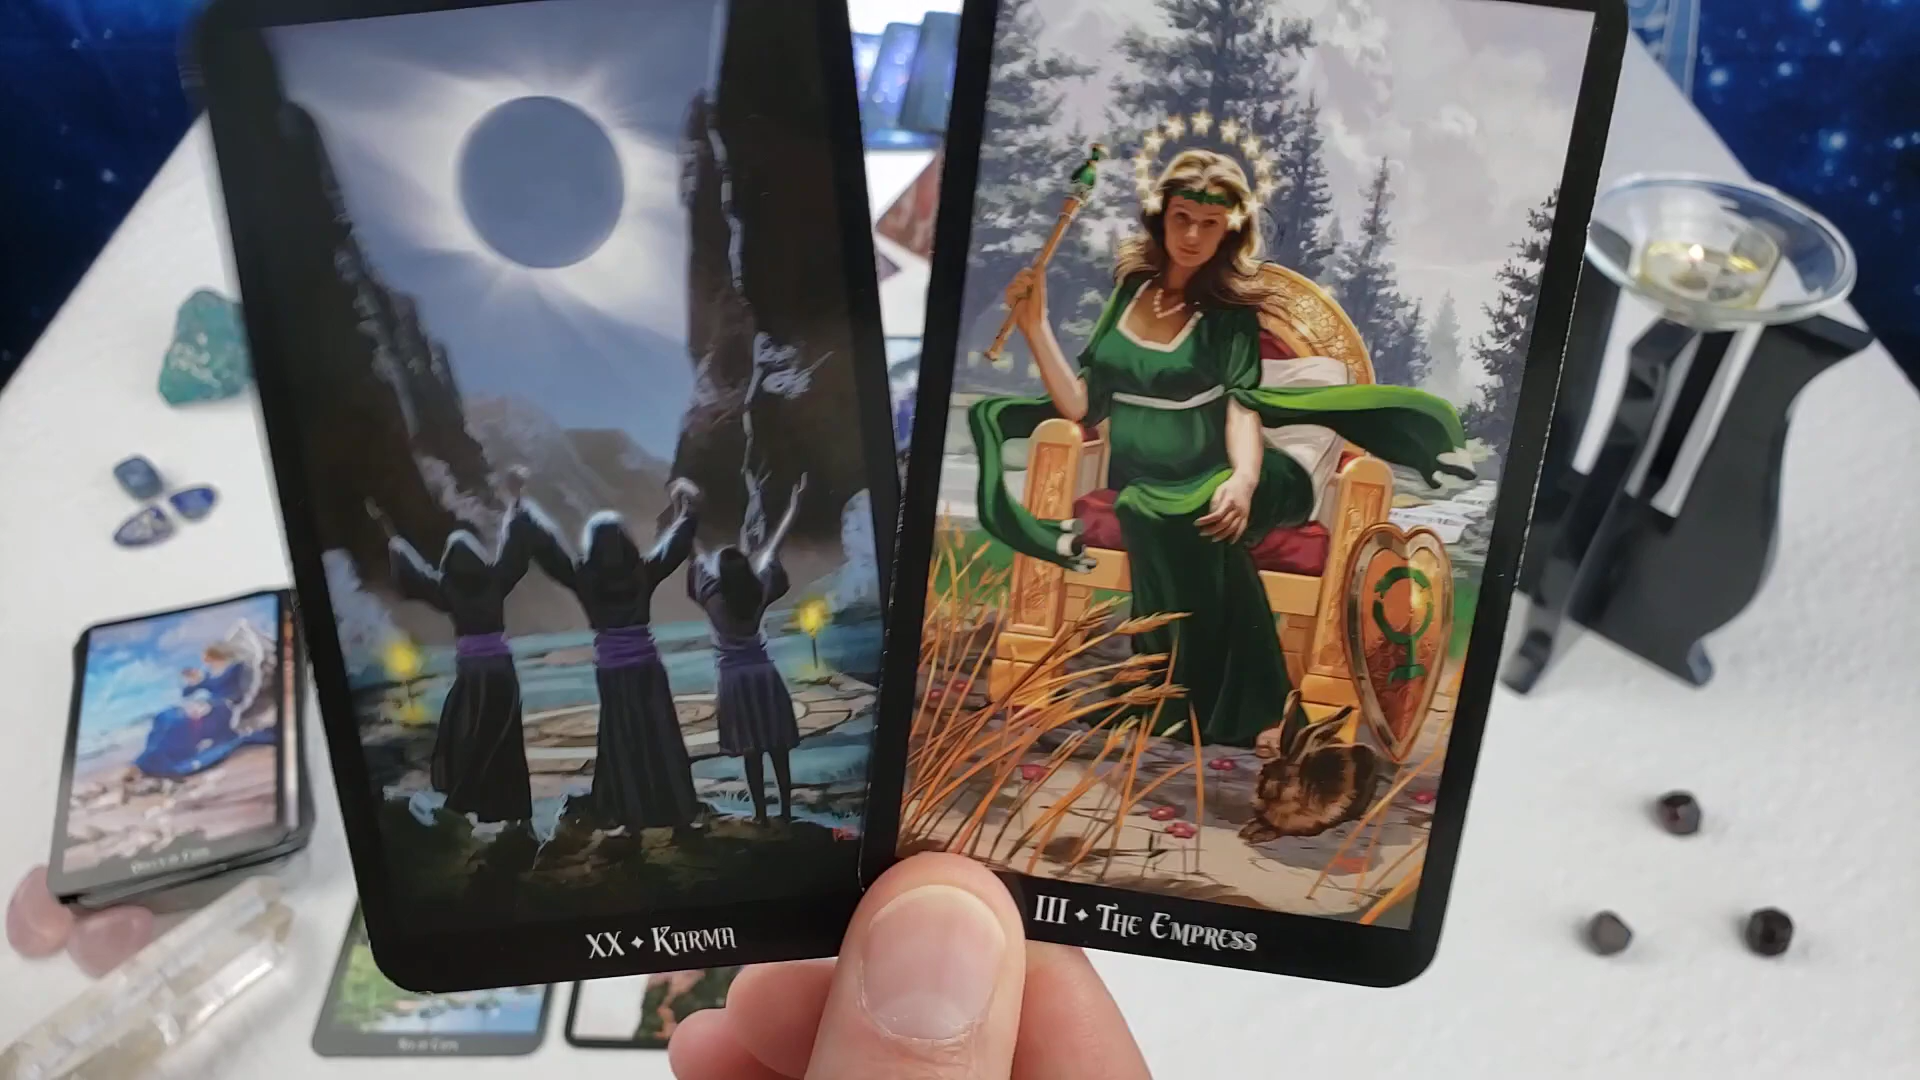 XX ✦ Karma
III ✦ The Empress